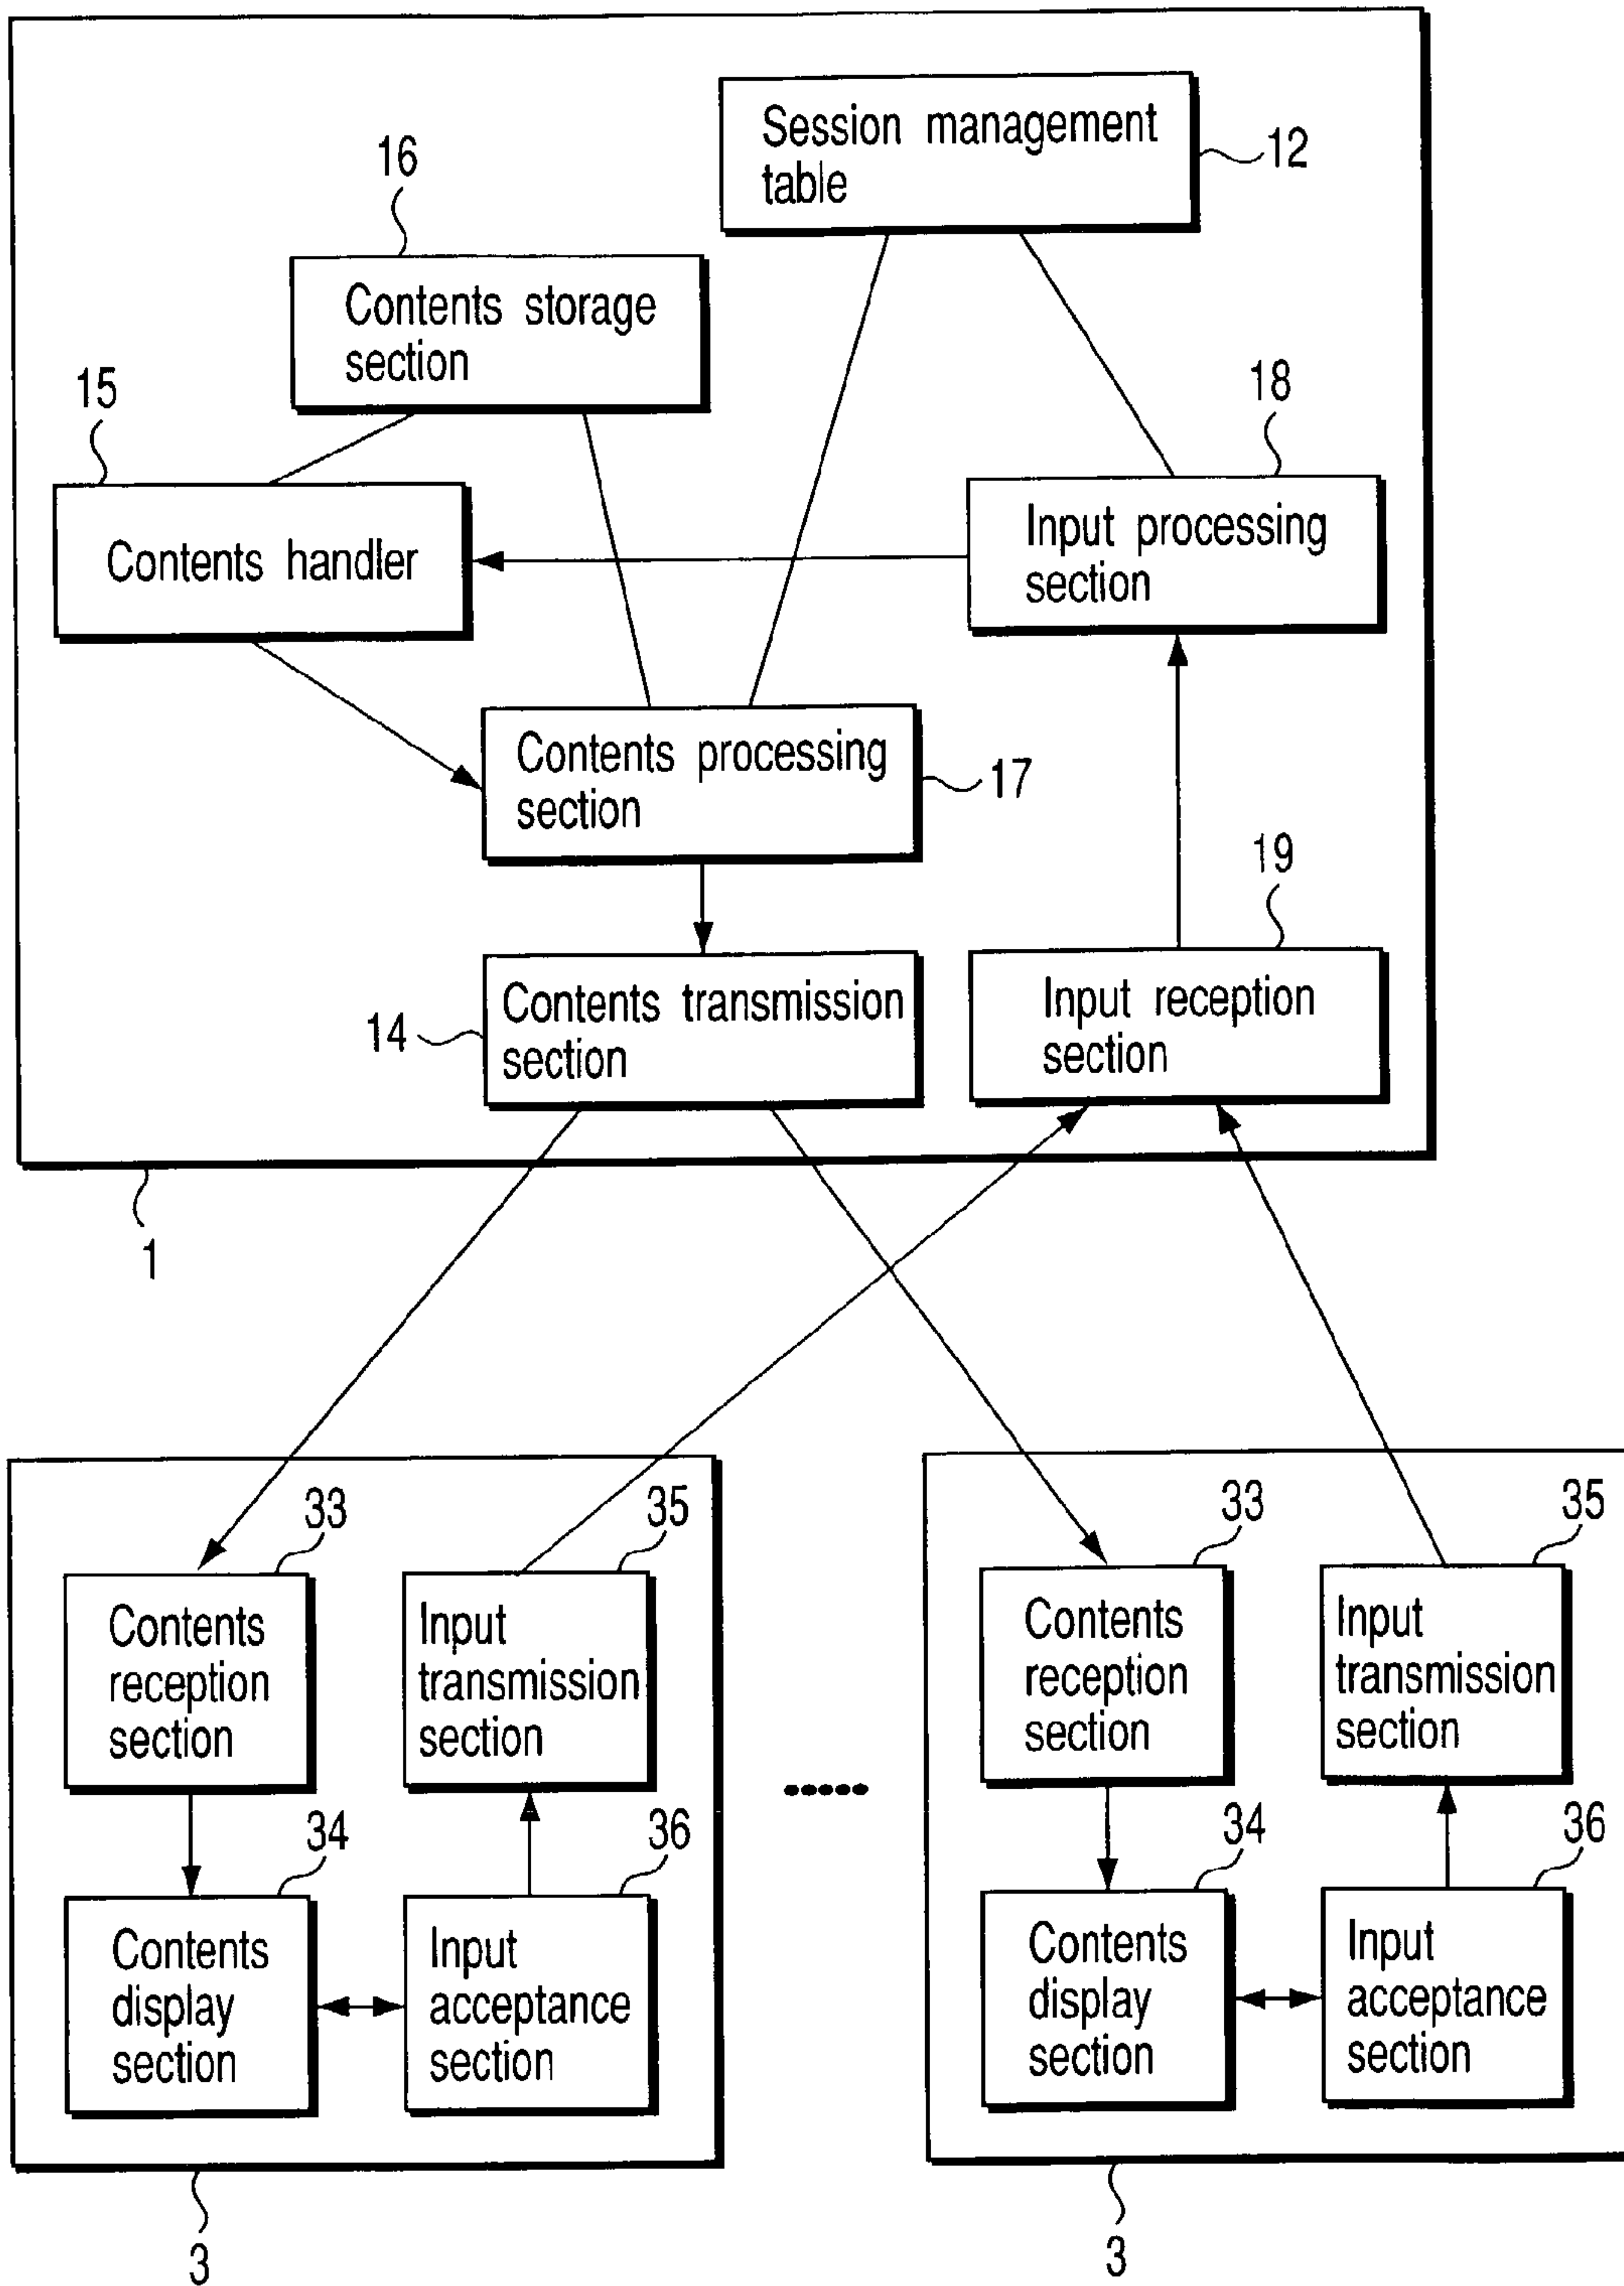 Session management
table
12
16
Contents storage
section
15
18
Contents handler
Input processing
section
Contents processing
section
17
19
Contents transmission
section
14
Input reception
section
1
33
35
Contents
reception
section
Input
transmission
section
34
36
Contents
display
section
Input
acceptance
section
3
33
35
Contents
reception
section
Input
transmission
section
34
36
Contents
display
section
Input
acceptance
section
3